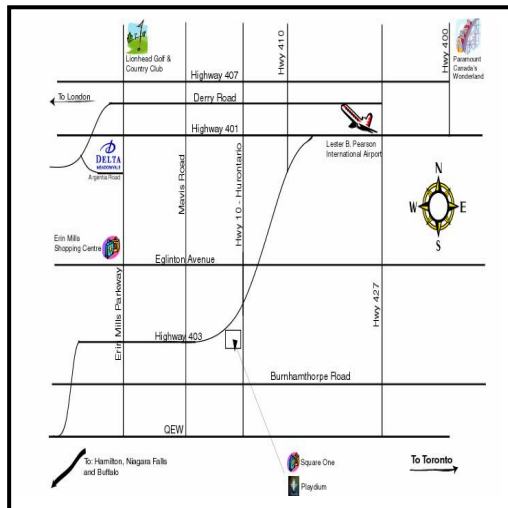 Lionhead Golf &
Country Club
Hwy 410
Hwy 400
Paramount
Canada's
Wonderland
Highway 407
To London
Derry Road
Highway 401
Lester B. Pearson
International Airport
DELTA
MEADOWVALE
Argentia Road
Mavis Road
Hwy 10 - Hurontario
N
W
E
S
Erin Mills
Shopping Centre
Eglinton Avenue
Erin Mills Parkway
Hwy 427
Highway 403
Burnhamthorpe Road
QEW
To: Hamilton, Niagara Falls
and Buffalo
Square One
Playdium
To Toronto